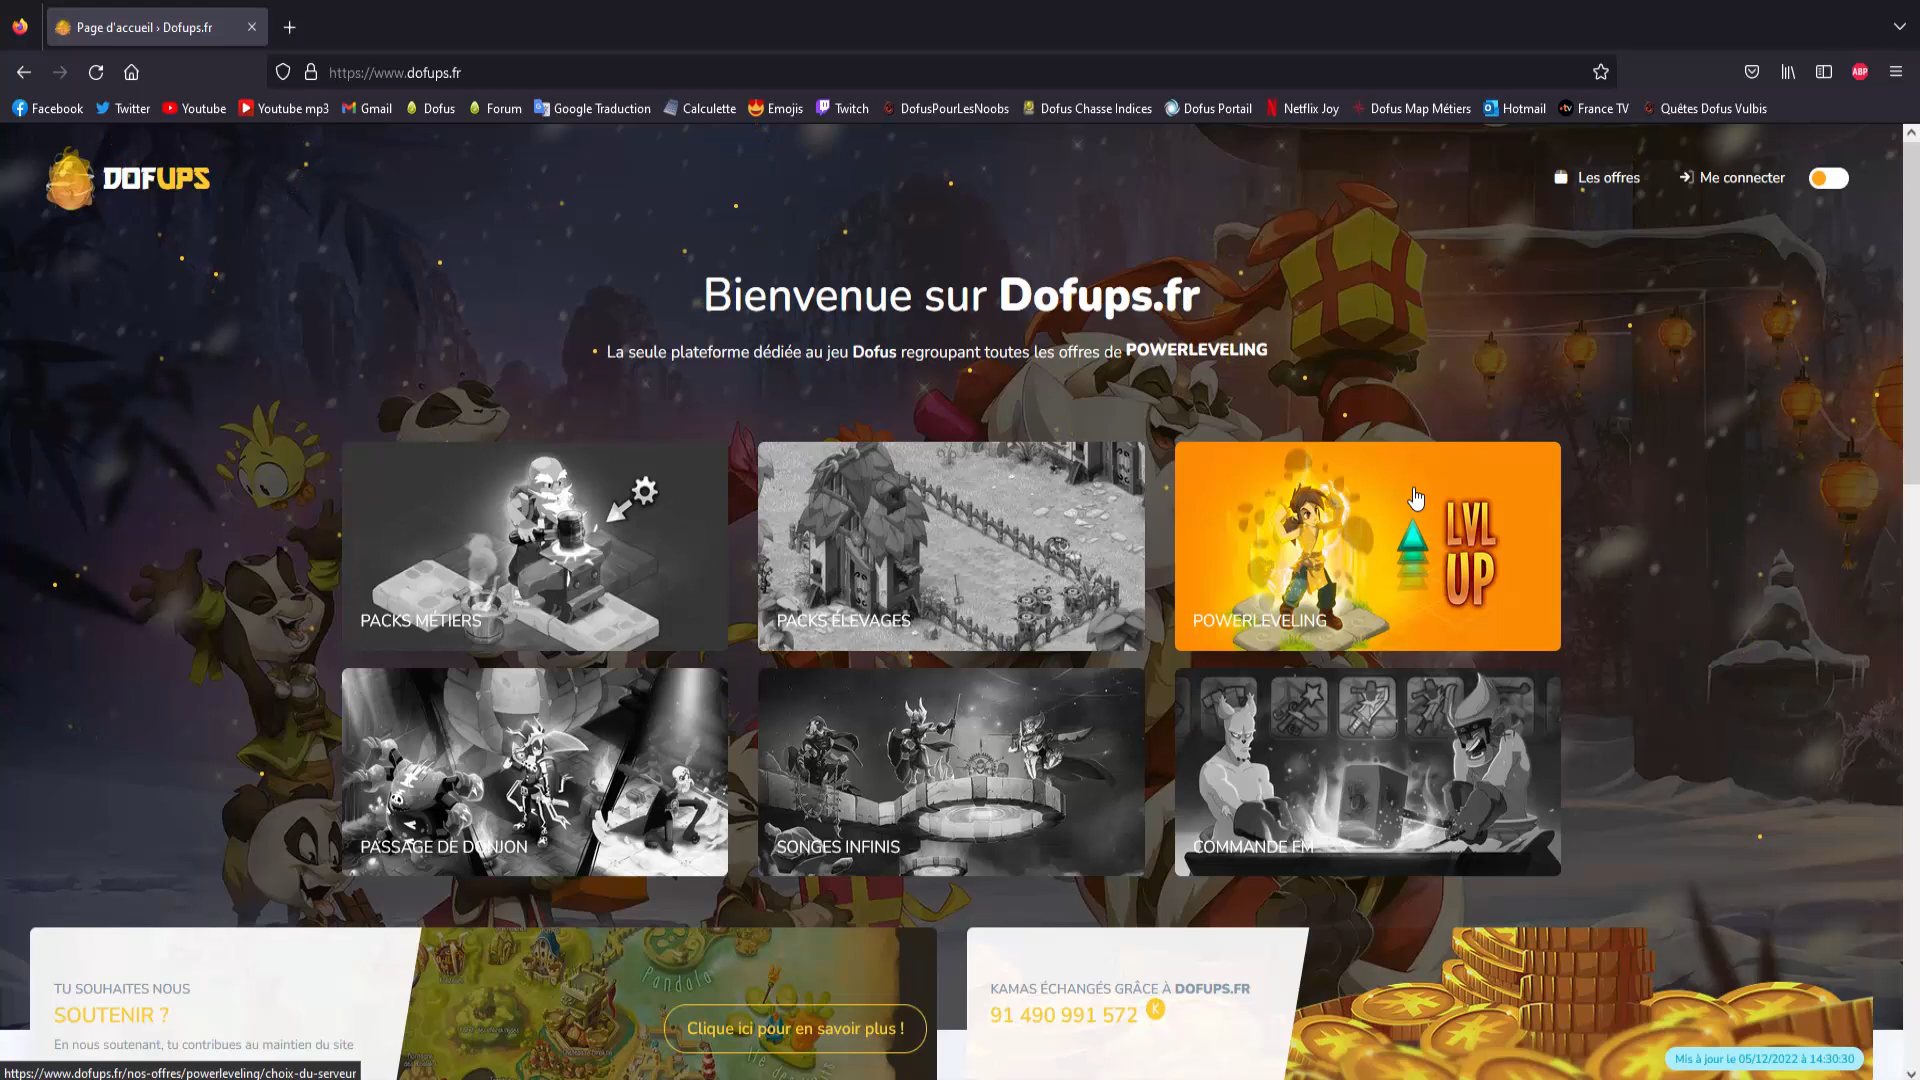 Page d'accueil › Dofups.fr
https://www.dofups.fr
Facebook Twitter Youtube Youtube mp3 Gmail Dofus Forum Google Traduction Calculette Emojis Twitch DofusPourLesNoobs Dofus Chasse Indices Dofus Portail Netflix Joy Dofus Map Métiers Hotmail France TV Quêtes Dofus Vulbis
ABP
DOFUPS
Les offres
Me connecter
Bienvenue sur Dofups.fr
La seule plateforme dédiée au jeu Dofus regroupant toutes les offres de POWERLEVELING
PACKS MÉTIERS
PACKS ÉLEVAGES
LVL
UP
POWERLEVELING
PASSAGE DE DONJON
SONGES INFINIS
COMMANDE FM
TU SOUHAITES NOUS
SOUTENIR ?
En nous soutenant, tu contribues au maintien du site
Pandala
Clique ici pour en savoir plus !
KAMAS ÉCHANGÉS GRÂCE À DOFUPS.FR
91 490 991 572 K
Mis à jour le 05/12/2022 à 14:30:30
https://www.dofups.fr/nos-offres/powerleveling/choix-du-serveur